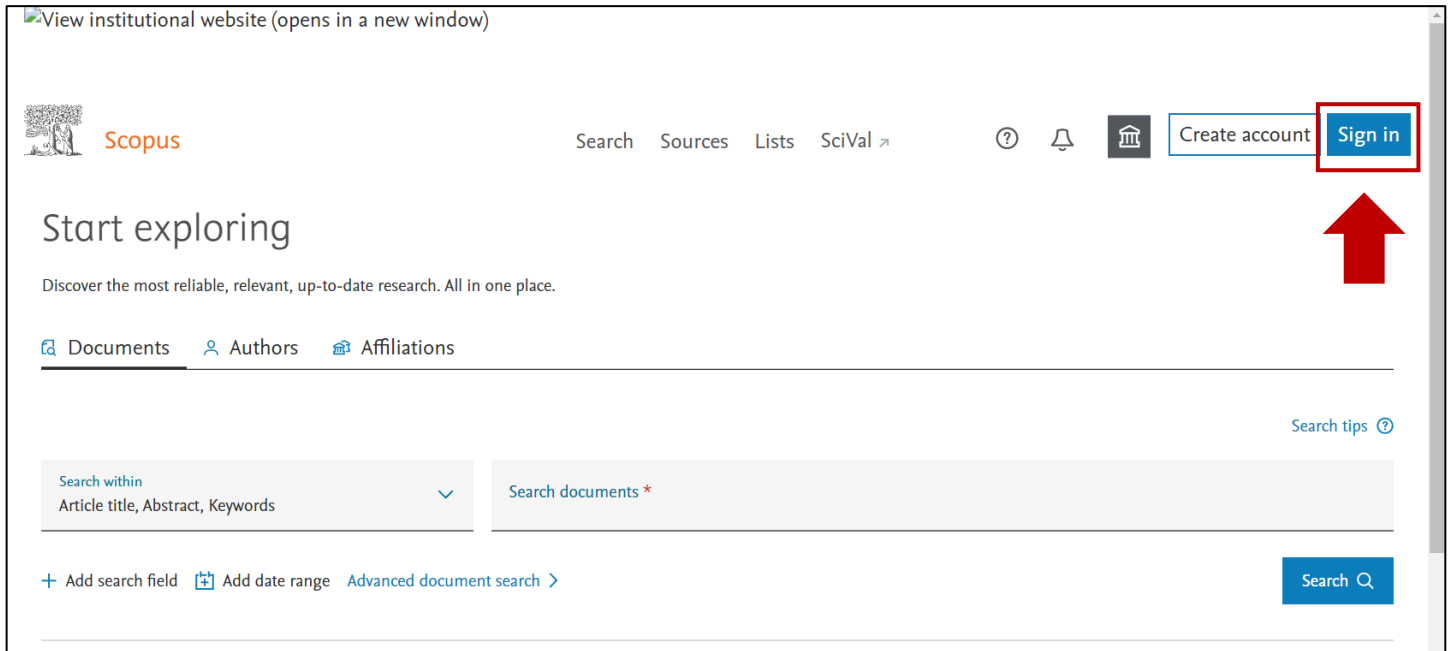 View institutional website (opens in a new window)
Scopus
Search Sources Lists SciVal
Create account
Sign in
Start exploring
Discover the most reliable, relevant, up-to-date research. All in one place.
Documents Authors Affiliations
Search tips
Search within
Article title, Abstract, Keywords
Search documents *
Add search field Add date range Advanced document search
Search